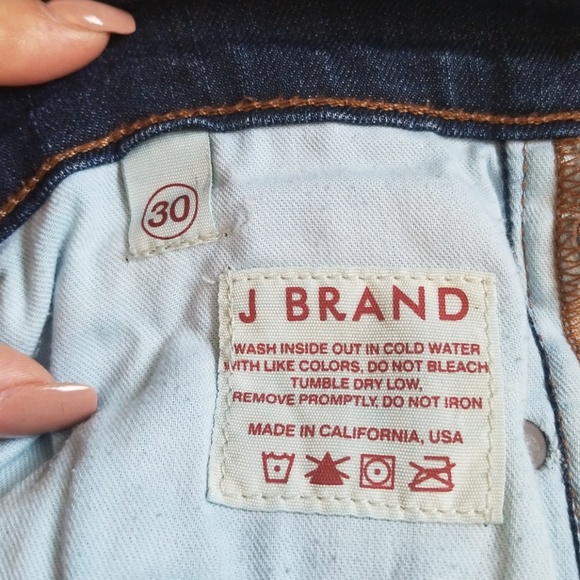 30
J BRAND
WASH INSIDE OUT IN COLD WATER
WITH LIKE COLORS, DO NOT BLEACH
TUMBLE DRY LOW.
REMOVE PROMPTLY, DO NOT IRON
MADE IN CALIFORNIA, USA